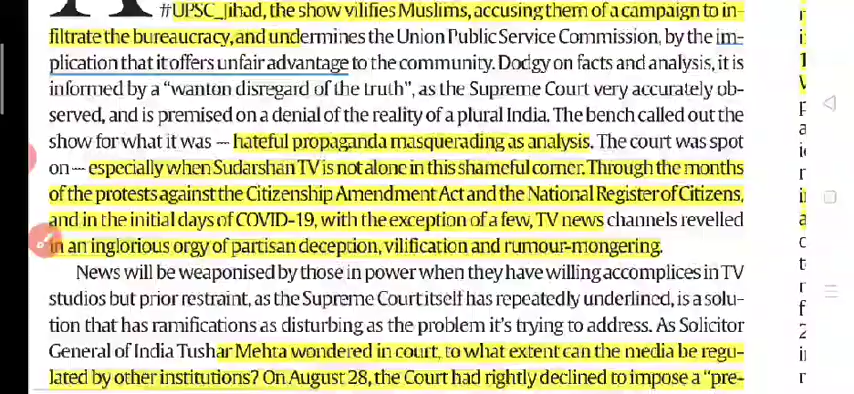 #UPSC_Jihad, the show vilifies Muslims, accusing them of a campaign to in-
filtrate the bureaucracy, and undermines the Union Public Service Commission, by the im-
plication that it offers unfair advantage to the community. Dodgy on facts and analysis, it is
informed by a “wanton disregard of the truth”, as the Supreme Court very accurately ob-
served, and is premised on a denial of the reality of a plural India. The bench called out the
show for what it was — hateful propaganda masquerading as analysis. The court was spot
on — especially when Sudarshan TV is not alone in this shameful corner. Through the months
of the protests against the Citizenship Amendment Act and the National Register of Citizens,
and in the initial days of COVID-19, with the exception of a few, TV news channels revelled
in an inglorious orgy of partisan deception, vilification and rumour-mongering.
News will be weaponised by those in power when they have willing accomplices in TV
studios but prior restraint, as the Supreme Court itself has repeatedly underlined, is a solu-
tion that has ramifications as disturbing as the problem it's trying to address. As Solicitor
General of India Tushar Mehta wondered in court, to what extent can the media be regu-
lated by other institutions? On August 28, the Court had rightly declined to impose a “pre-